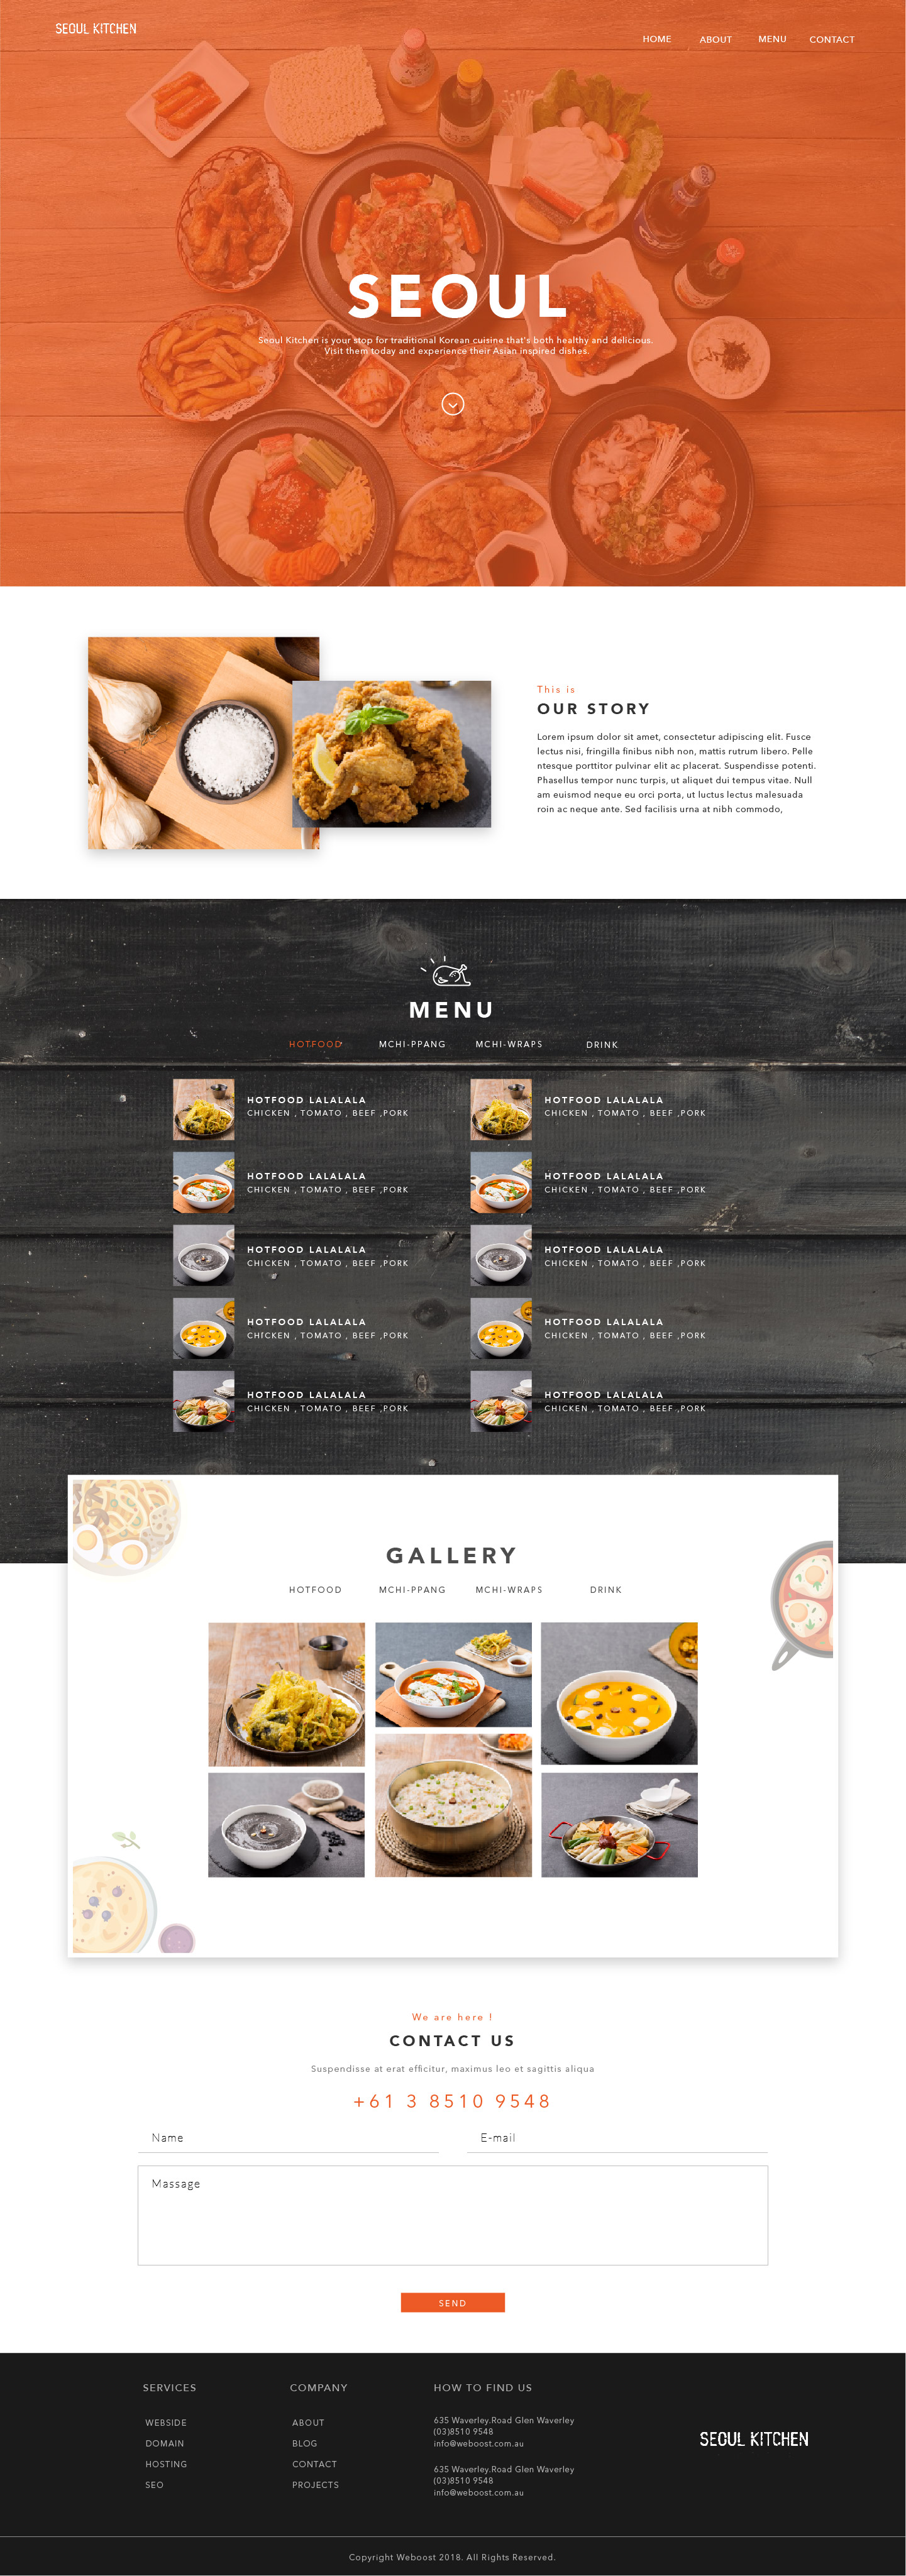 SEOUL KITCHEN
HOME ABOUT MENU CONTACT
SEOUL
Seoul Kitchen is your stop for traditional Korean cuisine that's both healthy and delicious.
Visit them today and experience their Asian inspired dishes.
This is
OUR STORY
Lorem ipsum dolor sit amet, consectetur adipiscing elit. Fusce
lectus nisi, fringilla finibus nibh non, mattis rutrum libero. Pelle
ntesque porttitor pulvinar elit ac placerat. Suspendisse potenti.
Phasellus tempor nunc turpis, ut aliquet dui tempus vitae. Null
am euismod neque eu orci porta, ut luctus lectus malesuada
roin ac neque ante. Sed facilisis urna at nibh commodo,
MENU
HOTFOOD MCHI-PPANG MCHI-WRAPS DRINK
HOTFOOD LALALALA
CHICKEN , TOMATO , BEEF ,PORK
HOTFOOD LALALALA
CHICKEN , TOMATO , BEEF ,PORK
HOTFOOD LALALALA
CHICKEN , TOMATO , BEEF ,PORK
HOTFOOD LALALALA
CHICKEN , TOMATO , BEEF ,PORK
HOTFOOD LALALALA
CHICKEN , TOMATO , BEEF ,PORK
HOTFOOD LALALALA
CHICKEN , TOMATO , BEEF ,PORK
HOTFOOD LALALALA
CHICKEN , TOMATO , BEEF ,PORK
HOTFOOD LALALALA
CHICKEN , TOMATO , BEEF ,PORK
HOTFOOD LALALALA
CHICKEN , TOMATO , BEEF ,PORK
HOTFOOD LALALALA
CHICKEN , TOMATO , BEEF ,PORK
GALLERY
HOTFOOD MCHI-PPANG MCHI-WRAPS DRINK
We are here !
CONTACT US
Suspendisse at erat efficitur, maximus leo et sagittis aliqua
+61 3 8510 9548
Name
E-mail
Massage
SEND
SERVICES
WEBSIDE
DOMAIN
HOSTING
SEO
COMPANY
ABOUT
BLOG
CONTACT
PROJECTS
HOW TO FIND US
635 Waverley.Road Glen Waverley
(03)8510 9548
info@weboost.com.au
635 Waverley.Road Glen Waverley
(03)8510 9548
info@weboost.com.au
SEOUL KITCHEN
Copyright Weboost 2018. All Rights Reserved.